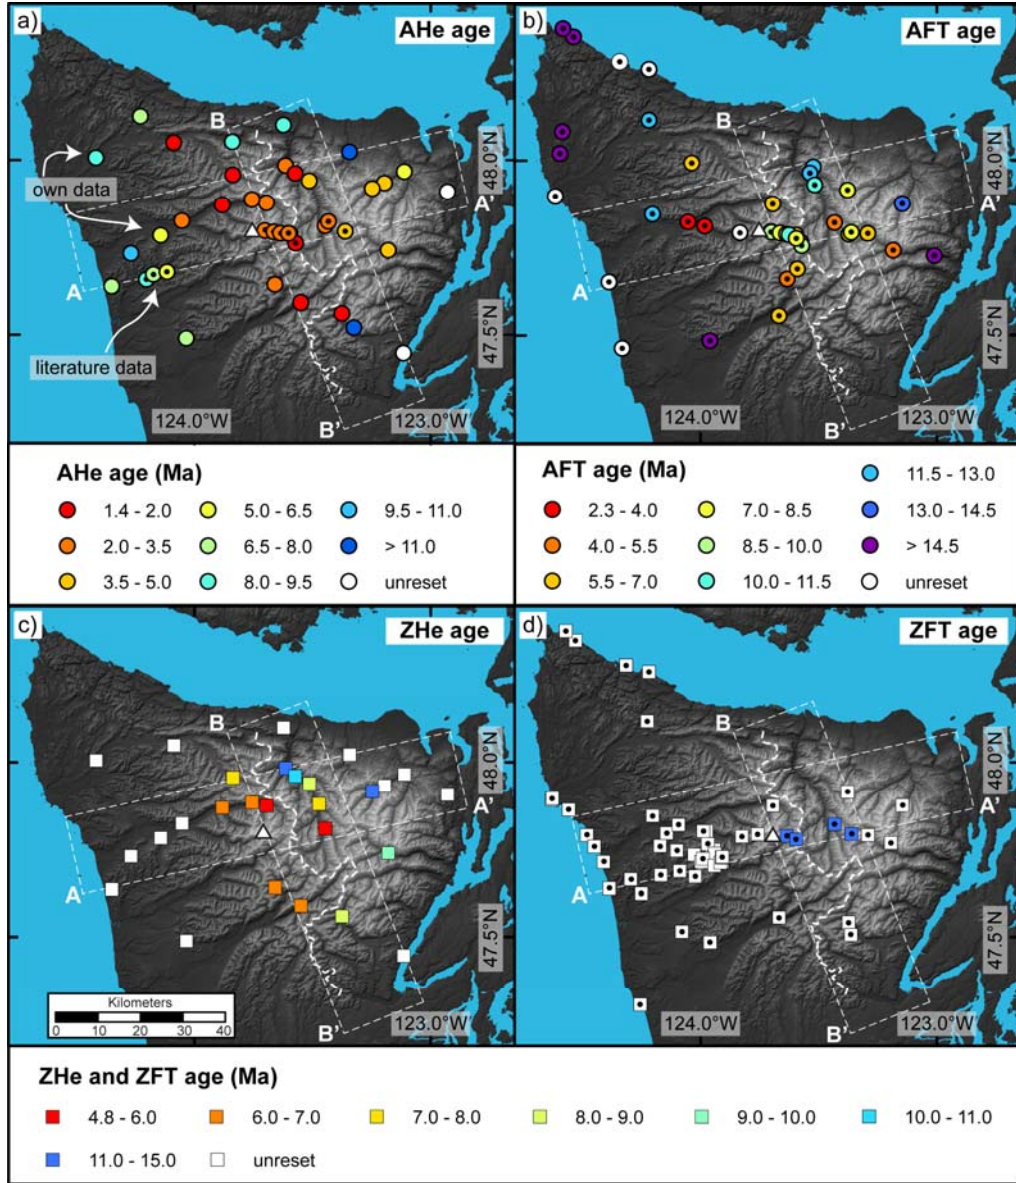 a)
AHe age
B
own data
A
A'
literature data
48.0°N
47.5°N
124.0°W
123.0°W
B'
b)
AFT age
B
A
A'
48.0°N
47.5°N
124.0°W
123.0°W
B'
AHe age (Ma)
1.4 - 2.0
5.0 - 6.5
9.5 - 11.0
2.0 - 3.5
6.5 - 8.0
> 11.0
3.5 - 5.0
8.0 - 9.5
unreset
AFT age (Ma)
11.5 - 13.0
2.3 - 4.0
7.0 - 8.5
13.0 - 14.5
4.0 - 5.5
8.5 - 10.0
> 14.5
5.5 - 7.0
10.0 - 11.5
unreset
c)
ZHe age
B
A
A'
48.0°N
47.5°N
Kilometers
0 10 20 30 40
123.0°W
B'
d)
ZFT age
B
A
A'
48.0°N
47.5°N
124.0°W
123.0°W
B'
ZHe and ZFT age (Ma)
4.8 - 6.0
6.0 - 7.0
7.0 - 8.0
8.0 - 9.0
9.0 - 10.0
10.0 - 11.0
11.0 - 15.0
unreset